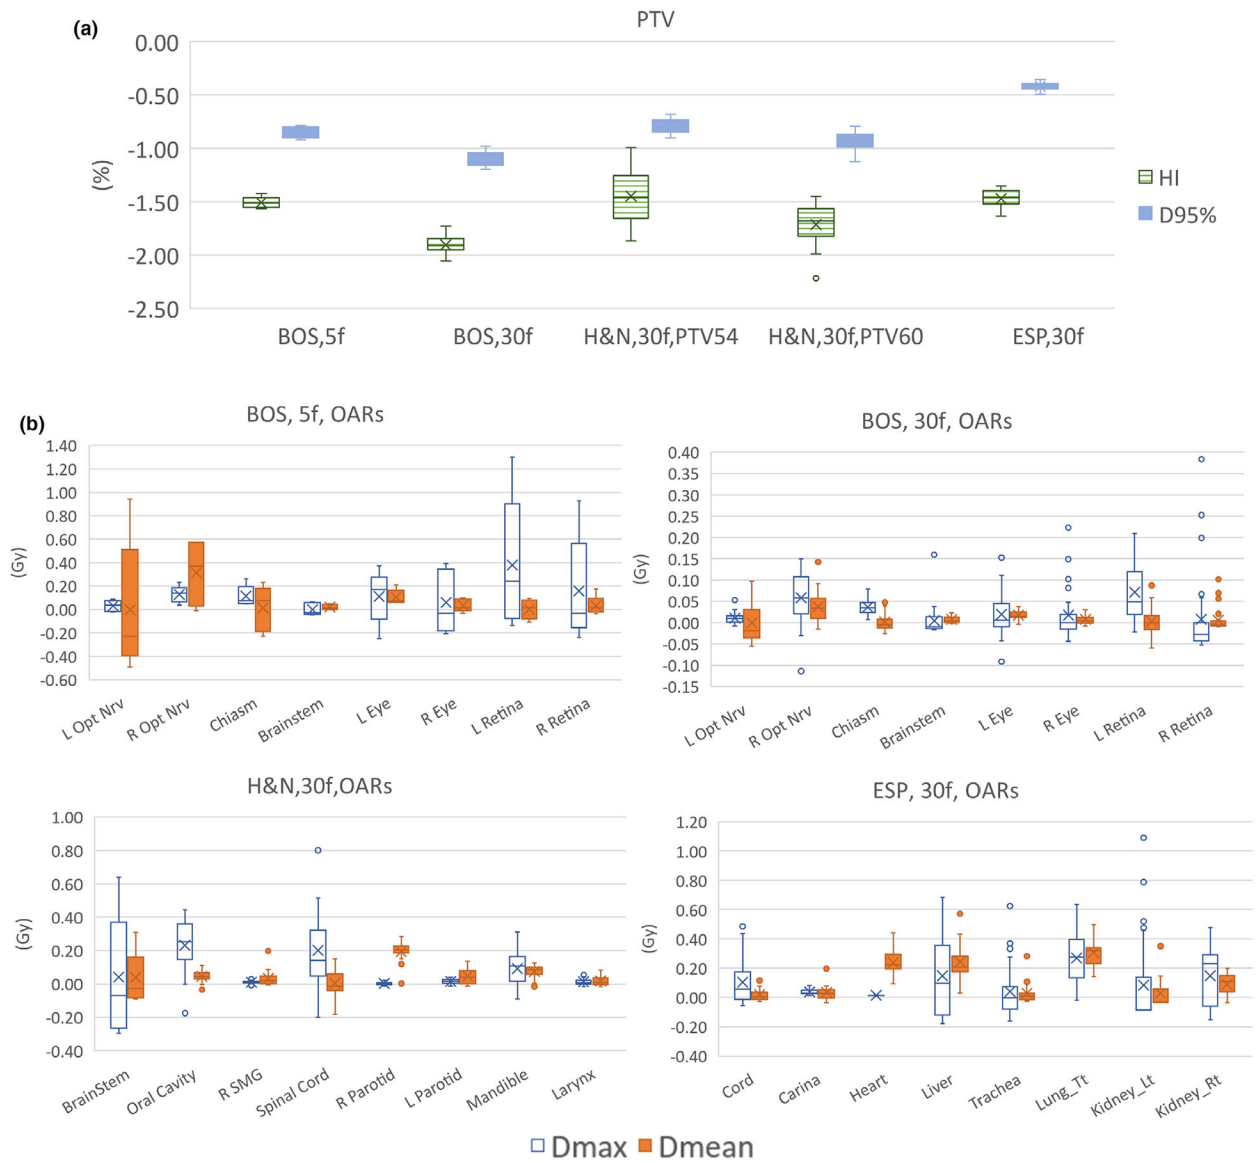 (a)
PTV
0.00
-0.50
-1.00
-1.50
-2.00
-2.50
(%)
BOS,5f
BOS,30f
H&N,30f,PTV54
H&N,30f,PTV60
ESP,30f
HI
D95%
(b)
BOS, 5f, OARs
1.40
1.20
1.00
0.80
0.60
0.40
0.20
0.00
-0.20
-0.40
-0.60
(Gy)
L Opt Nrv
R Opt Nrv
Chiasm
Brainstem
L Eye
R Eye
L Retina
R Retina
BOS, 30f, OARs
0.40
0.35
0.30
0.25
0.20
0.15
0.10
0.05
0.00
-0.05
-0.10
-0.15
(Gy)
L Opt Nrv
R Opt Nrv
Chiasm
Brainstem
L Eye
R Eye
L Retina
R Retina
H&N,30f,OARs
1.00
0.80
0.60
0.40
0.20
0.00
-0.20
-0.40
(Gy)
BrainStem
Oral Cavity
R SMG
Spinal Cord
R Parotid
L Parotid
Mandible
Larynx
ESP, 30f, OARs
1.20
1.00
0.80
0.60
0.40
0.20
0.00
-0.20
-0.40
(Gy)
Cord
Carina
Heart
Liver
Trachea
Lung_Tt
Kidney_Lt
Kidney_Rt
Dmax
Dmean